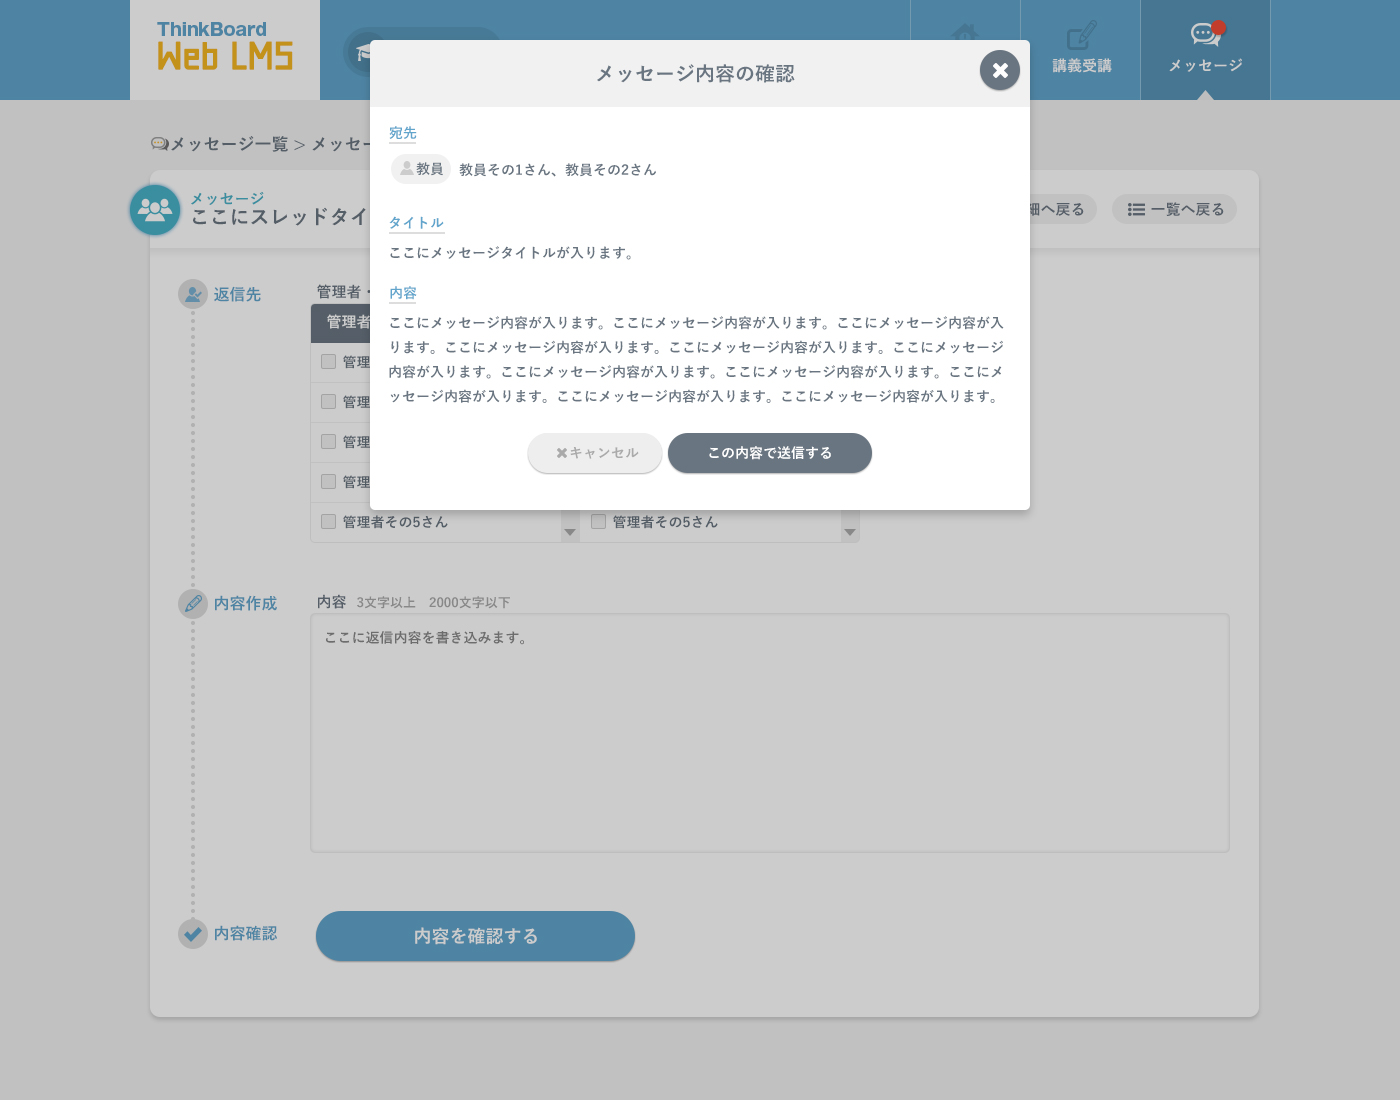 ThinkBoard
Web LMS
講義受講
メッセージ
メッセージ一覧 > メッセー
メッセージ
ここにスレッドタイ
細へ戻る
一覧へ戻る
メッセージ内容の確認
宛先
教員 教員その1さん、教員その2さん
タイトル
ここにメッセージタイトルが入ります。
内容
ここにメッセージ内容が入ります。ここにメッセージ内容が入ります。ここにメッセージ内容が入
ります。ここにメッセージ内容が入ります。ここにメッセージ内容が入ります。ここにメッセージ
内容が入ります。ここにメッセージ内容が入ります。ここにメッセージ内容が入ります。ここにメ
ッセージ内容が入ります。ここにメッセージ内容が入ります。ここにメッセージ内容が入ります。
キャンセル
この内容で送信する
返信先
管理者・
管理者
管理
管理
管理
管理
管理者その5さん
管理者その5さん
内容作成
内容 3文字以上 2000文字以下
ここに返信内容を書き込みます。
内容確認
内容を確認する